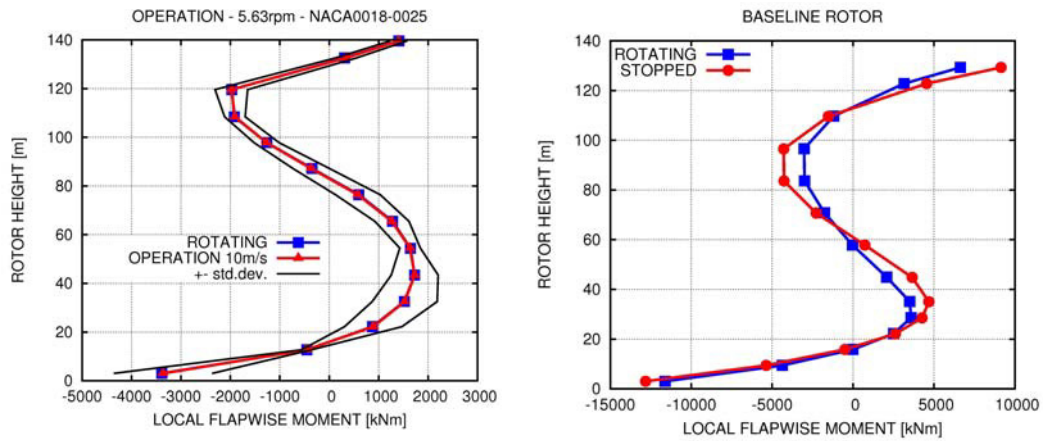 OPERATION - 5.63rpm - NACA0018-0025
140
120
100
80
60
40
20
0
ROTOR HEIGHT [m]
ROTATING
OPERATION 10m/s
+- std.dev.
-5000 -4000 -3000 -2000 -1000 0 1000 2000 3000
LOCAL FLAPWISE MOMENT [kNm]
BASELINE ROTOR
140
120
100
80
60
40
20
0
ROTOR HEIGHT [m]
ROTATING
STOPPED
-15000 -10000 -5000 0 5000 10000
LOCAL FLAPWISE MOMENT [kNm]